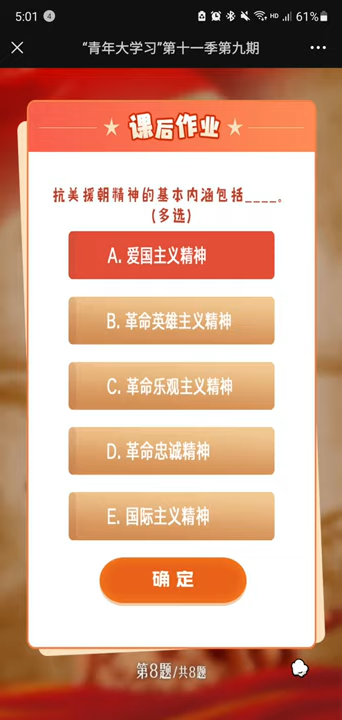 5:01 4 HD 61%
“青年大学习”第十一季第九期
课后作业
抗美援朝精神的基本内涵包括____。
(多选)
A. 爱国主义精神
B. 革命英雄主义精神
C. 革命乐观主义精神
D. 革命忠诚精神
E. 国际主义精神
确定
第8题/共8题